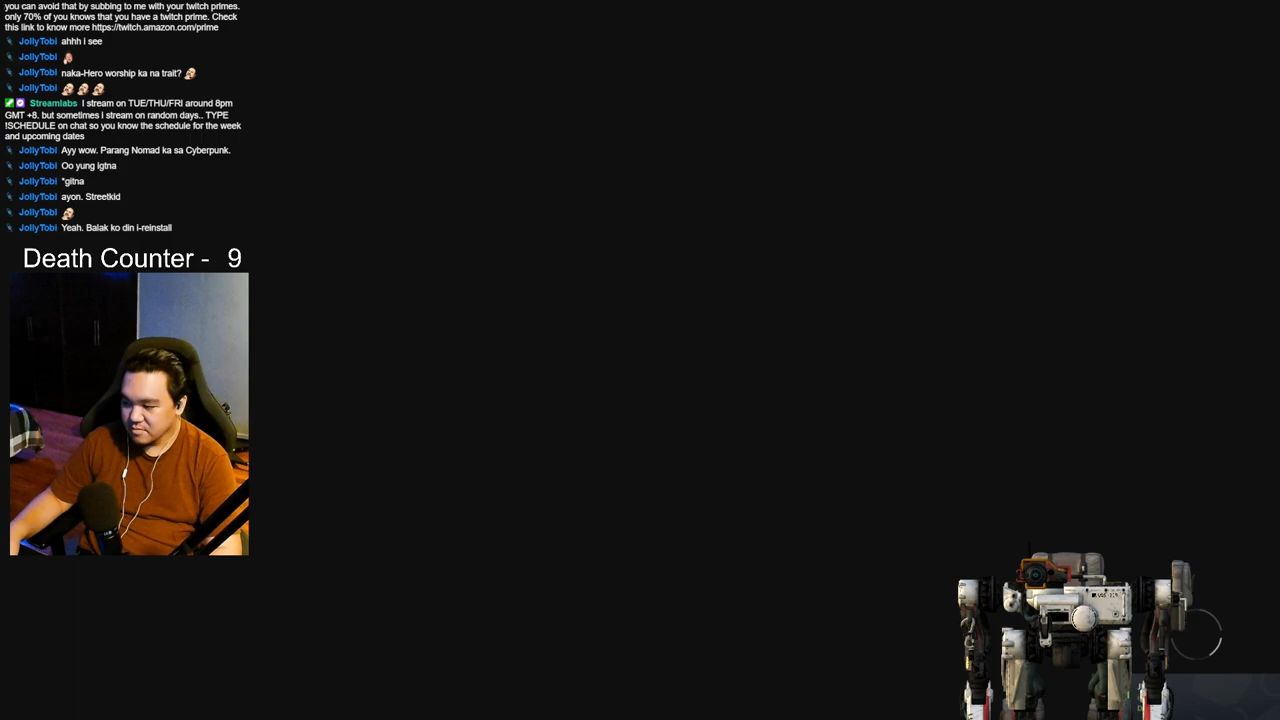 you can avoid that by subbing to me with your twitch primes.
only 70% of you knows that you have a twitch prime. Check
this link to know more https://twitch.amazon.com/prime
JollyTobi ahhh i see
JollyTobi
JollyTobi naka-Hero worship ka na trait?
JollyTobi
Streamlabs I stream on TUE/THU/FRI around 8pm
GMT +8. but sometimes i stream on random days.. TYPE
!SCHEDULE on chat so you know the schedule for the week
and upcoming dates
JollyTobi Ayy wow. Parang Nomad ka sa Cyberpunk.
JollyTobi Oo yung igtna
JollyTobi *gitna
JollyTobi ayon. Streetkid
JollyTobi
JollyTobi Yeah. Balak ko din i-reinstall
Death Counter - 9